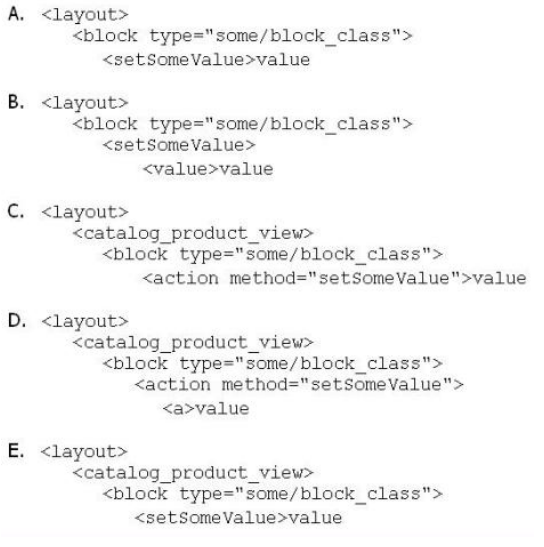 A. <layout>
<block type="some/block_class">
<setSomeValue>value
B. <layout>
<block type="some/block_class">
<setSomeValue>
<value>value
C. <layout>
<catalog_product_view>
<block type="some/block_class">
<action method="setSomeValue">value
D. <layout>
<catalog_product_view>
<block type="some/block_class">
<action method="setSomeValue">
<a>value
E. <layout>
<catalog_product_view>
<block type="some/block_class">
<setSomeValue>value